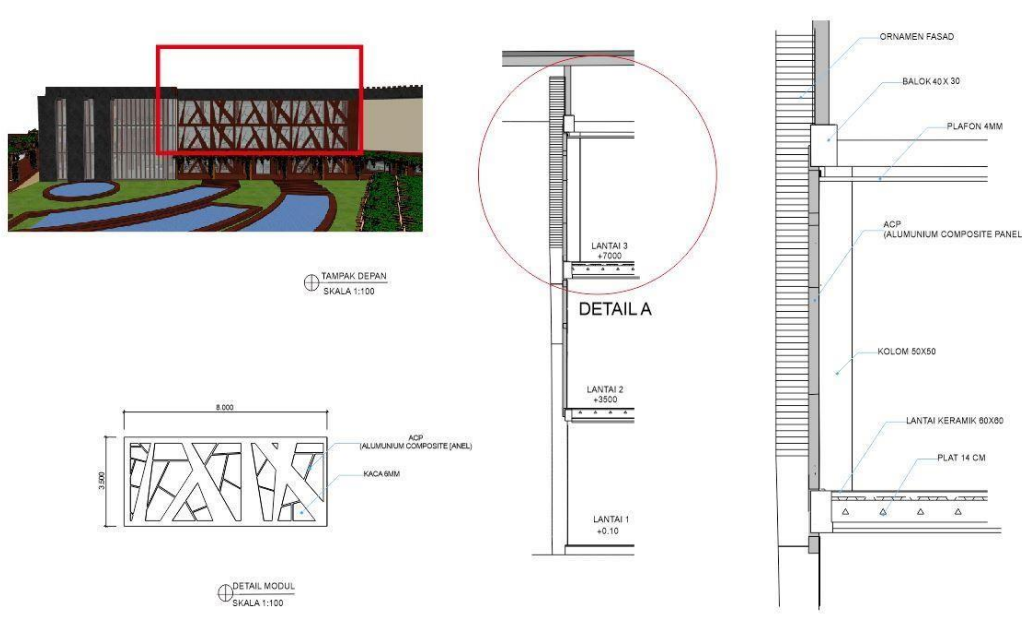 TAMPAK DEPAN
SKALA 1:100
8.000
3.500
ACP
(ALUMUNIUM COMPOSITE [ANEL)
KACA 6MM
DETAIL MODUL
SKALA 1:100
LANTAI 3
+7000
DETAIL A
LANTAI 2
+3500
LANTAI 1
+0.10
ORNAMEN FASAD
BALOK 40 X 30
PLAFON 4MM
ACP
(ALUMUNIUM COMPOSITE PANEL
KOLOM 50X50
LANTAI KERAMIK 60X60
PLAT 14 CM